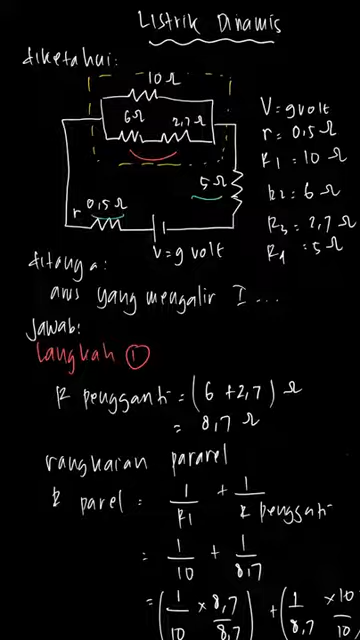 Listrik Dinamis
diketahui:
10 Ω
6Ω
2,7 Ω
5 Ω
r 0,5 Ω
V = 9 volt
V = 9 volt
r = 0,5 Ω
R1 = 10 Ω
R2 = 6 Ω
R3 = 2,7 Ω
R4 = 5 Ω
ditanya:
arus yang mengalir I ...
Jawab:
Langkah ①
R pengganti = (6 + 2,7) Ω
= 8,7 Ω
rangkaian pararel
R parel = 1/R1 + 1/R penggati
= 1/10 + 1/8,7
= (1/10 × 8,7/8,7) + (1/8,7 × 10/10